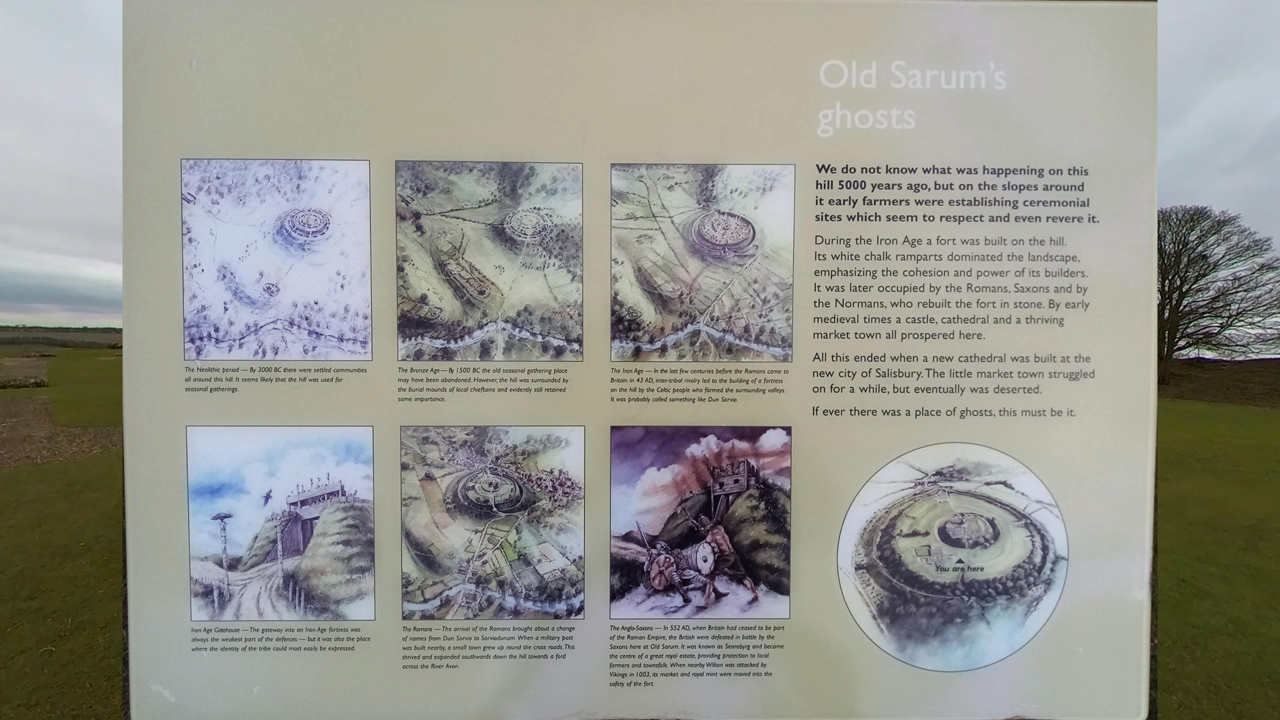 Old Sarum's
ghosts
We do not know what was happening on this
hill 5000 years ago, but on the slopes around
it early farmers were establishing ceremonial
sites which seem to respect and even revere it.
During the Iron Age a fort was built on the hill.
Its white chalk ramparts dominated the landscape,
emphasizing the cohesion and power of its builders.
It was later occupied by the Romans, Saxons and by
the Normans, who rebuilt the fort in stone. By early
medieval times a castle, cathedral and a thriving
market town all prospered here.
All this ended when a new cathedral was built at the
new city of Salisbury. The little market town struggled
on for a while, but eventually was deserted.
If ever there was a place of ghosts, this must be it.
The Neolithic period — By 3000 BC there were settled communities
all around this hill. It seems likely that the hill was used for
seasonal gatherings.
The Bronze Age — By 1500 BC the old seasonal gathering place
may have been abandoned. However, the hill was surrounded by
the burial mounds of local chieftains and evidently still retained
some importance.
The Iron Age — In the last few centuries before the Romans came to
Britain in 43 AD, inter-tribal rivalry led to the building of a fortress
on the hill by the Celtic people who farmed the surrounding valleys.
It was probably called something like Dun Sorvio.
Iron Age Gatehouse — The gateway into an Iron Age fortress was
always the weakest part of the defences — but it was also the place
where the identity of the tribe could most easily be expressed.
The Romans — The arrival of the Romans brought about a change
of names from Dun Sorvio to Sorviodunum. When a military post
was built nearby, a small town grew up round the cross roads. This
thrived and expanded southwards down the hill towards a ford
across the River Avon.
The Anglo-Saxons — In 552 AD, when Britain had ceased to be part
of the Roman Empire, the British were defeated in battle by the
Saxons here at Old Sarum. It was known as Searisbyrg and became
the centre of a great royal estate, providing protection to local
farmers and townsfolk. When nearby Wilton was attacked by
Vikings in 1003, its market and royal mint were moved into the
safety of the fort.
You are here